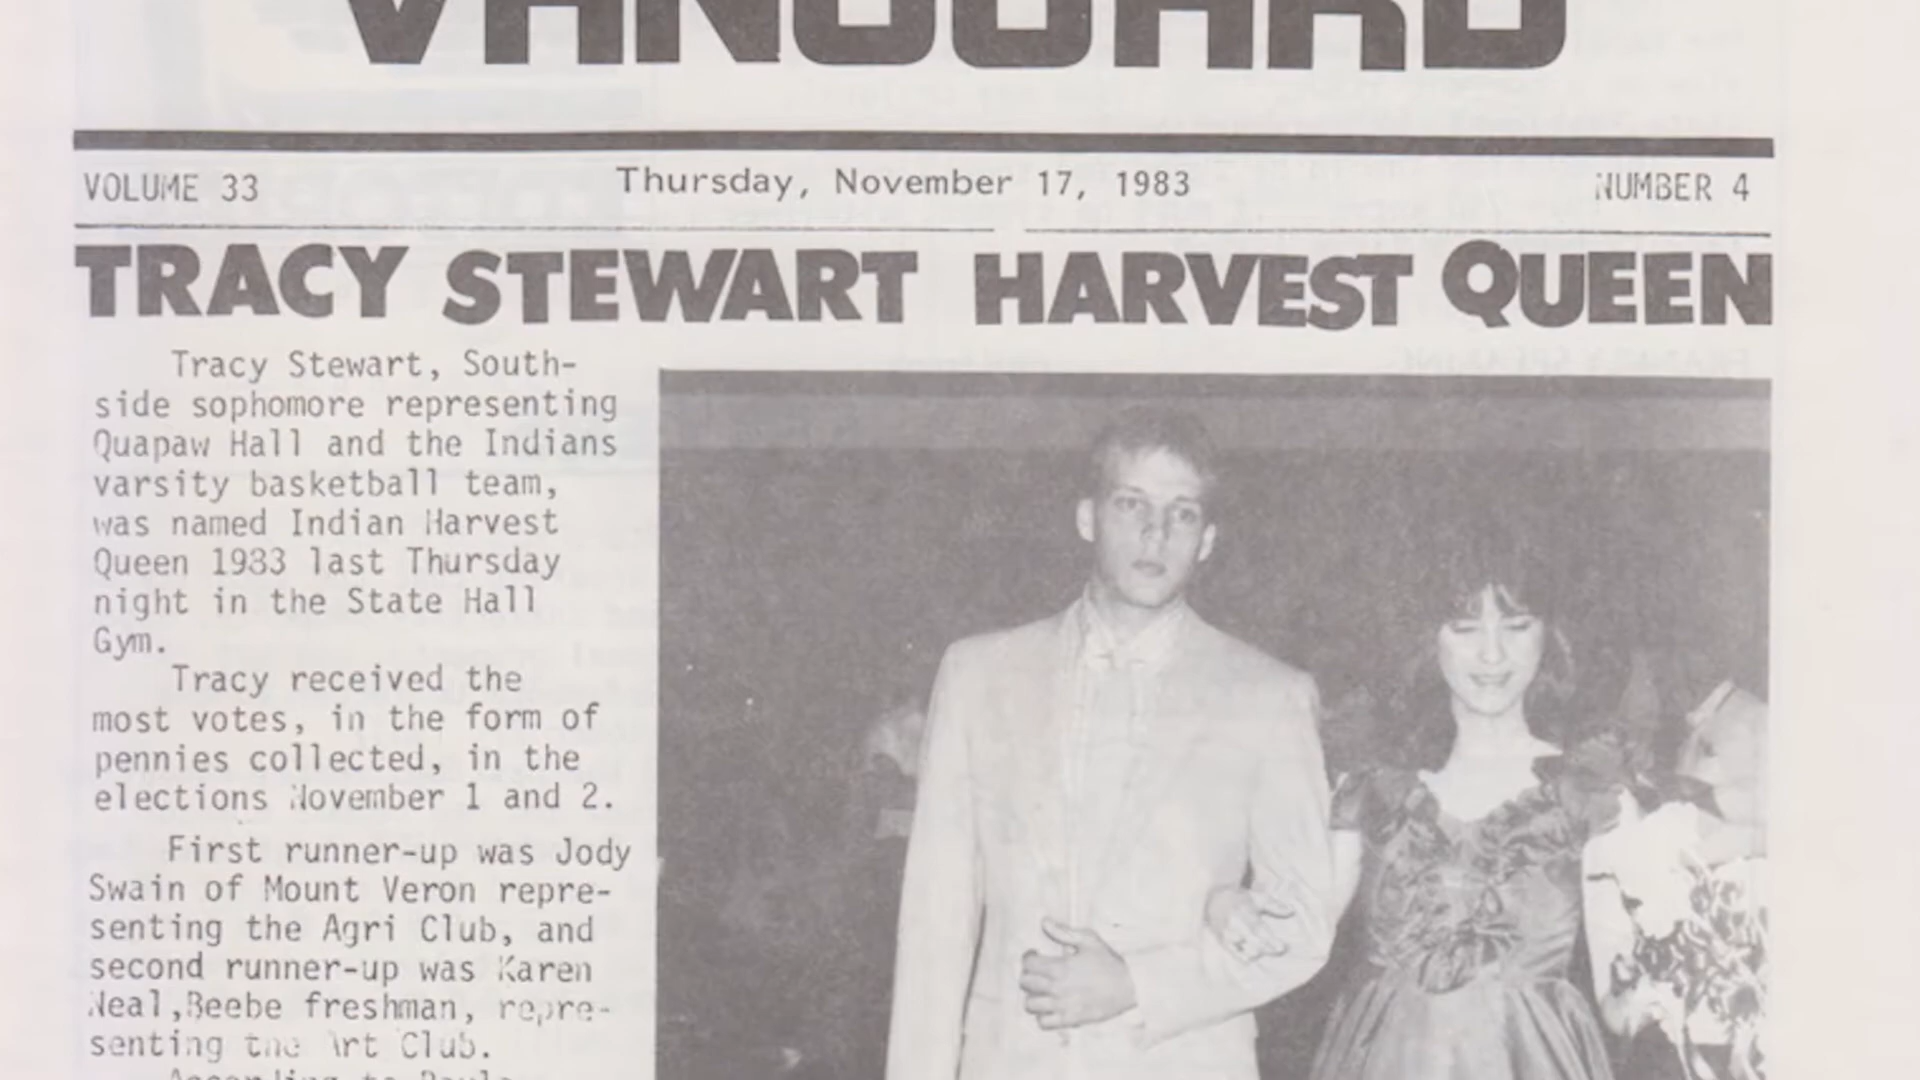 VANGUARD
VOLUME 33 Thursday, November 17, 1983 NUMBER 4
TRACY STEWART HARVEST QUEEN
Tracy Stewart, South-
side sophomore representing
Quapaw Hall and the Indians
varsity basketball team,
was named Indian Harvest
Queen 1983 last Thursday
night in the State Hall
Gym.
Tracy received the
most votes, in the form of
pennies collected, in the
elections November 1 and 2.
First runner-up was Jody
Swain of Mount Veron repre-
senting the Agri Club, and
second runner-up was Karen
Neal,Beebe freshman, repre-
senting the Art Club.
According to